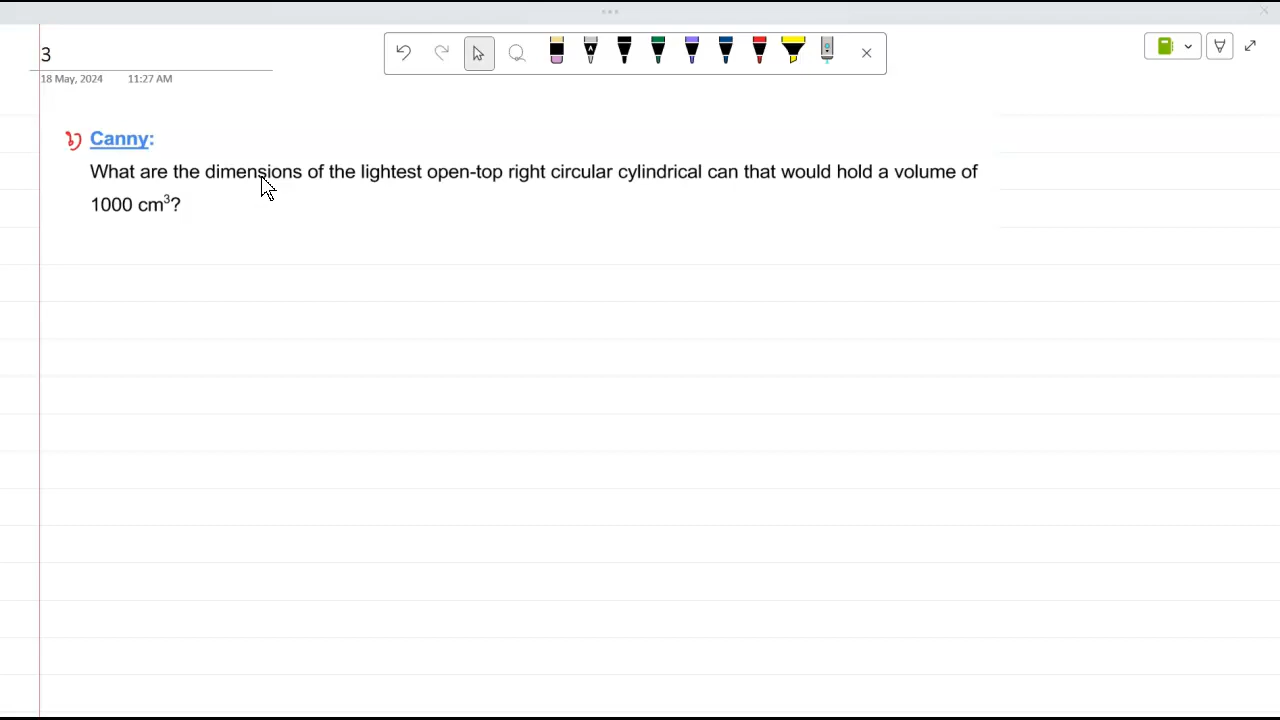 3
18 May, 2024 11:27 AM
Canny:
What are the dimensions of the lightest open-top right circular cylindrical can that would hold a volume of
1000 cm³?